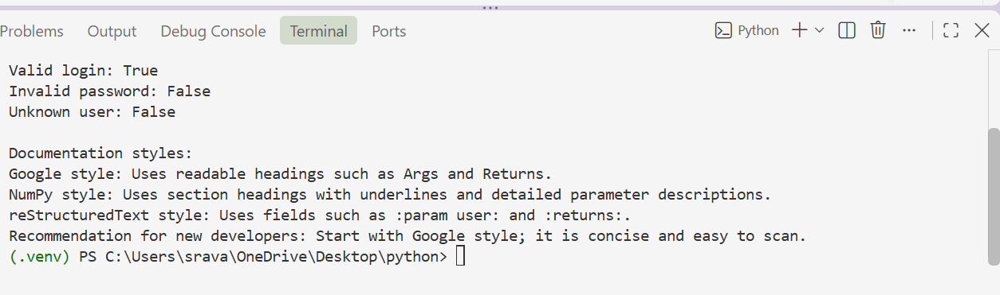 Problems Output Debug Console Terminal Ports Python
Valid login: True
Invalid password: False
Unknown user: False
Documentation styles:
Google style: Uses readable headings such as Args and Returns.
NumPy style: Uses section headings with underlines and detailed parameter descriptions.
reStructuredText style: Uses fields such as :param user: and :returns:.
Recommendation for new developers: Start with Google style; it is concise and easy to scan.
(.venv) PS C:\Users\srava\OneDrive\Desktop\python>